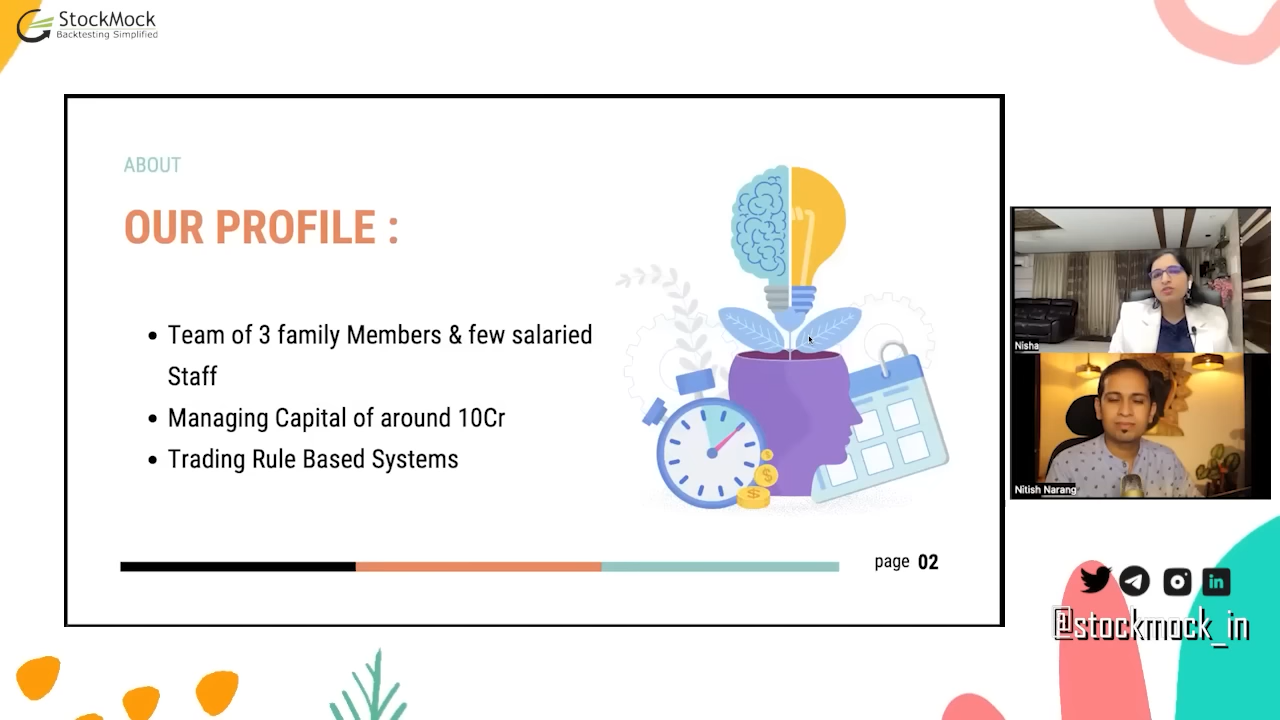 StockMock
Backtesting Simplified
ABOUT
OUR PROFILE :
• Team of 3 family Members & few salaried
Staff
• Managing Capital of around 10Cr
• Trading Rule Based Systems
page 02
Nisha
Nitish Narang
@stockmock_in